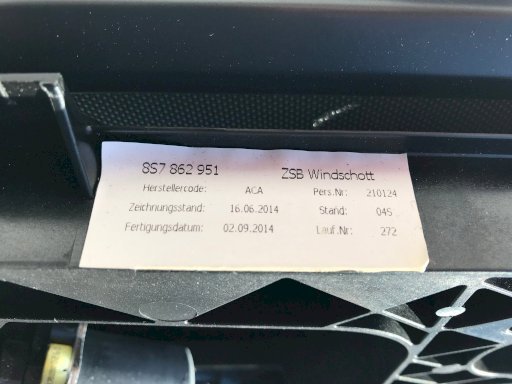 8S7 862 951 ZSB Windschott
Herstellercode: ACA Pers.Nr: 210124
Zeichnungsstand: 16.06.2014 Stand: 04S
Fertigungsdatum: 02.09.2014 Lauf.Nr: 272